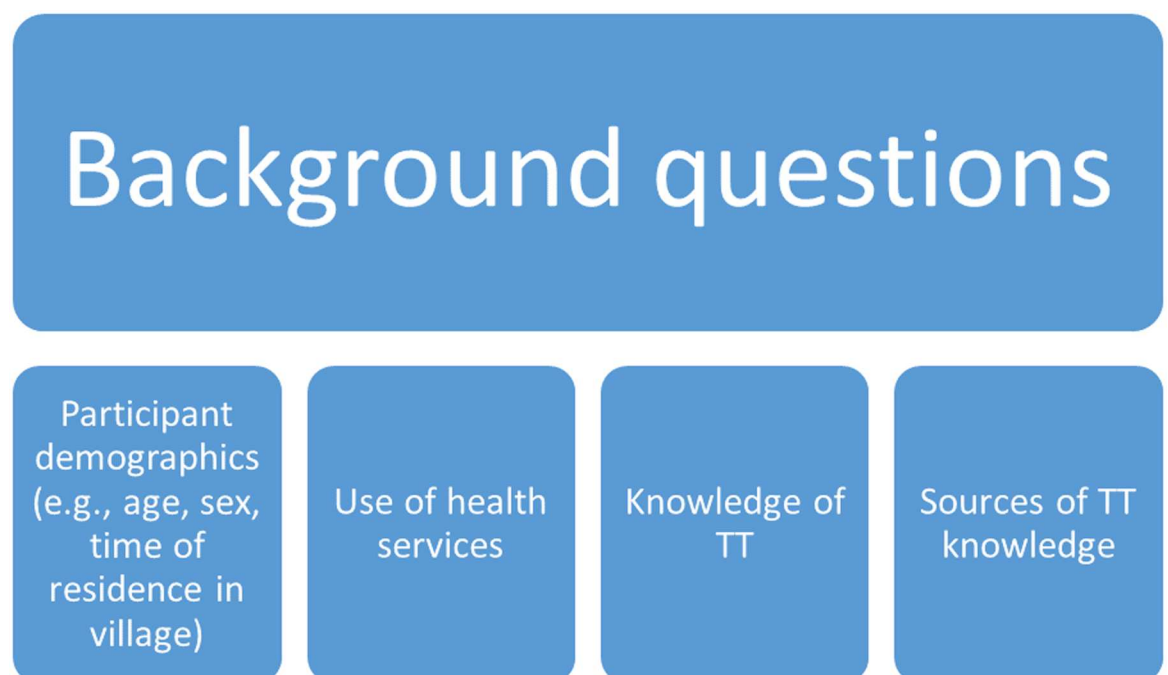 Background questions
Participant
demographics
(e.g., age, sex,
time of
residence in
village)
Use of health
services
Knowledge of
TT
Sources of TT
knowledge